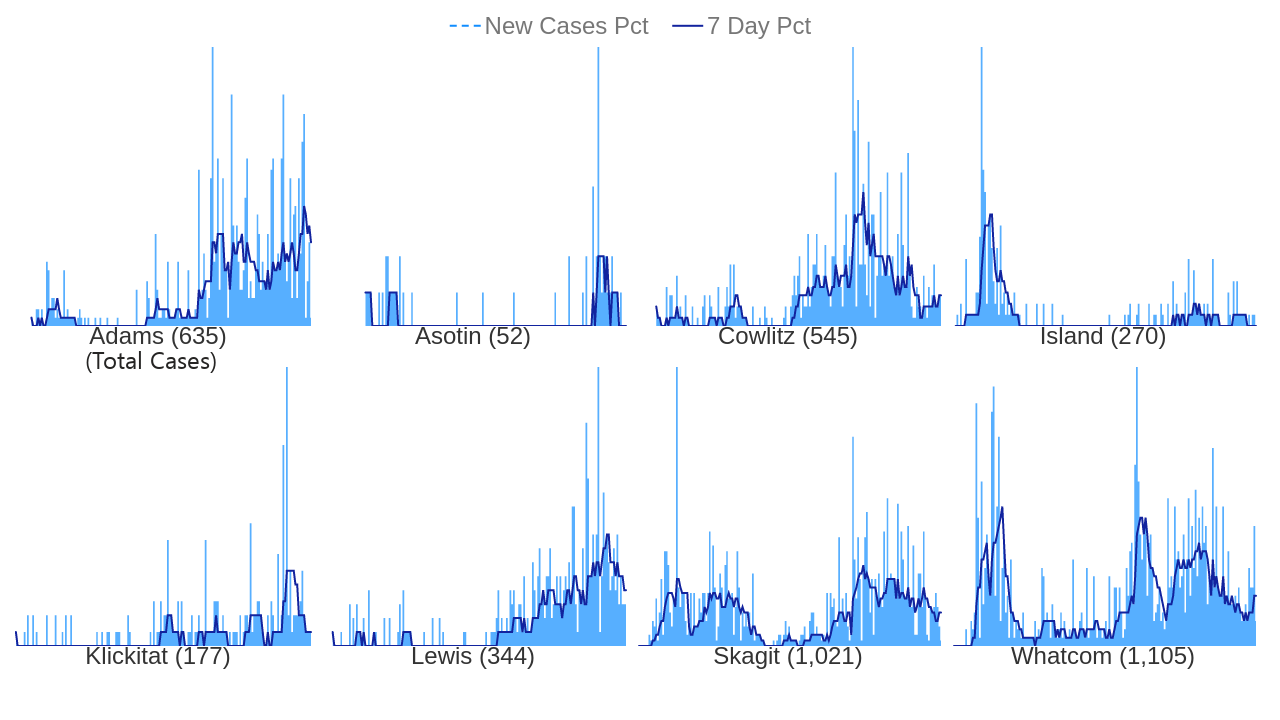 New Cases Pct 7 Day Pct
Adams (635) Asotin (52) Cowlitz (545) Island (270)
(Total Cases)
Klickitat (177) Lewis (344) Skagit (1,021) Whatcom (1,105)